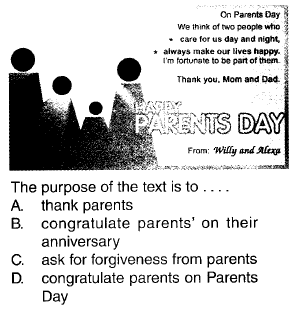 On Parents Day
We think of two people who
care for us day and night,
always make our lives happy.
I'm fortunate to be part of them.
Thank you, Mom and Dad.
HAPPY
PARENTS DAY
From: Willy and Alexa
The purpose of the text is to ....
A. thank parents
B. congratulate parents' on their
anniversary
C. ask for forgiveness from parents
D. congratulate parents on Parents
Day